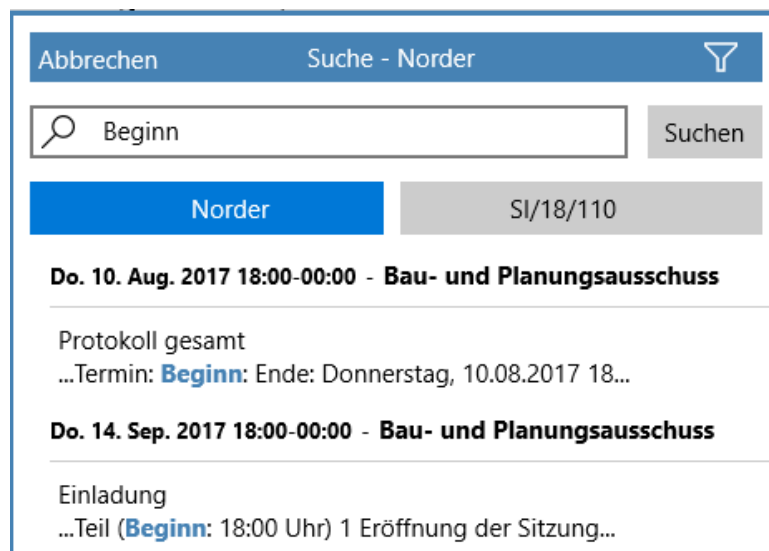 Abbrechen Suche - Norder
Beginn Suchen
Norder SI/18/110
Do. 10. Aug. 2017 18:00-00:00 - Bau- und Planungsausschuss
Protokoll gesamt
...Termin: Beginn: Ende: Donnerstag, 10.08.2017 18...
Do. 14. Sep. 2017 18:00-00:00 - Bau- und Planungsausschuss
Einladung
...Teil (Beginn: 18:00 Uhr) 1 Eröffnung der Sitzung...